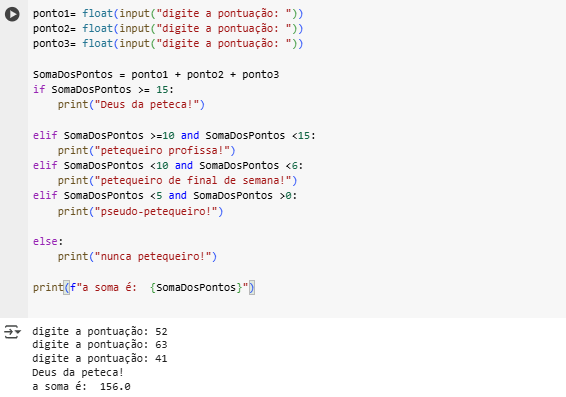 ponto1= float(input("digite a pontuação: "))
ponto2= float(input("digite a pontuação: "))
ponto3= float(input("digite a pontuação: "))
SomaDosPontos = ponto1 + ponto2 + ponto3
if SomaDosPontos >= 15:
    print("Deus da peteca!")
elif SomaDosPontos >=10 and SomaDosPontos <15:
    print("petequeiro profissa!")
elif SomaDosPontos <10 and SomaDosPontos <6:
    print("petequeiro de final de semana!")
elif SomaDosPontos <5 and SomaDosPontos >0:
    print("pseudo-petequeiro!")
else:
    print("nunca petequeiro!")
print(f"a soma é:  {SomaDosPontos}")
digite a pontuação: 52
digite a pontuação: 63
digite a pontuação: 41
Deus da peteca!
a soma é:  156.0